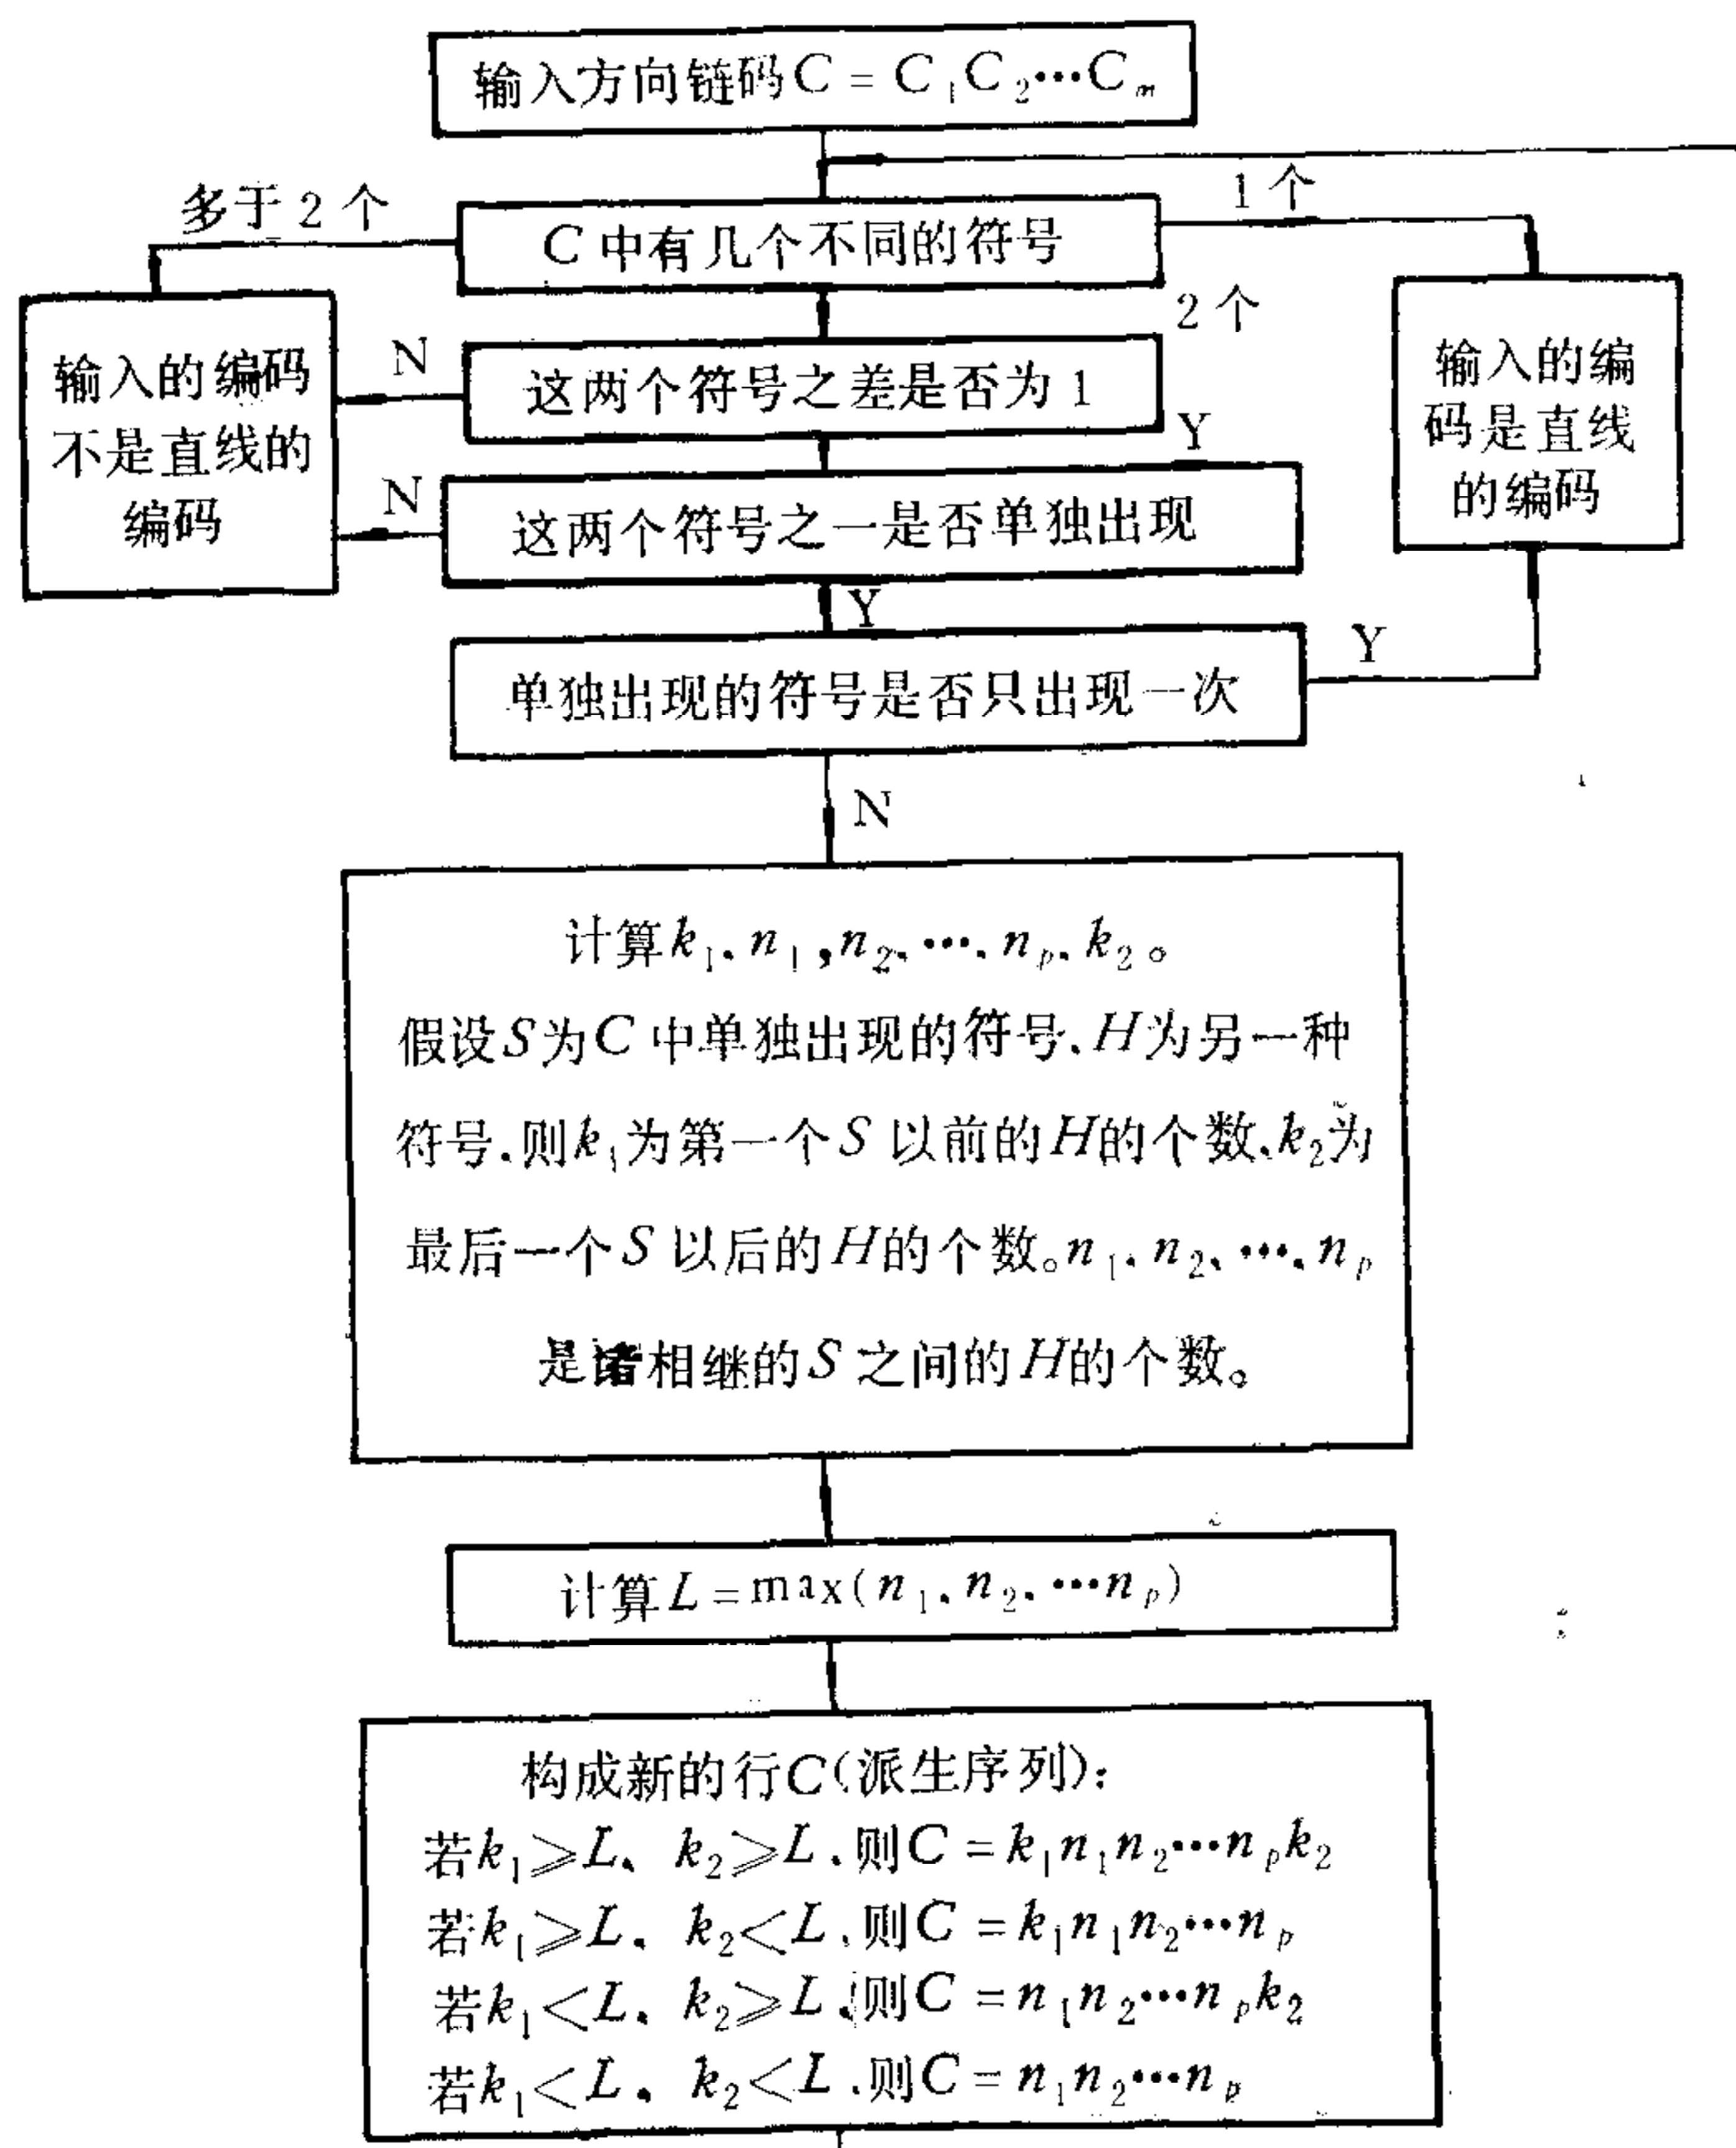 输入方向链码C = C₁C₂…Cₘ
多于2个
1个
C中有几个不同的符号
2个
输入的编码
不是直线的
编码
N
这两个符号之差是否为1
Y
输入的编
码是直线
的编码
N
这两个符号之一是否单独出现
Y
单独出现的符号是否只出现一次
Y
N
计算k₁、n₁,n₂、…、nₚ、k₂。
假设S为C中单独出现的符号、H为另一种
符号、则k₁为第一个S以前的H的个数、k₂为
最后一个S以后的H的个数。n₁、n₂、…、nₚ
是诸相继的S之间的H的个数。
计算L=max(n₁、n₂、…nₚ)
构成新的行C(派生序列):
若k₁⩾L、k₂⩾L、则C=k₁n₁n₂…nₚk₂
若k₁⩾L、k₂<L、则C=k₁n₁n₂…nₚ
若k₁<L、k₂⩾L、则C=n₁n₂…nₚk₂
若k₁<L、k₂<L、则C=n₁n₂…nₚ